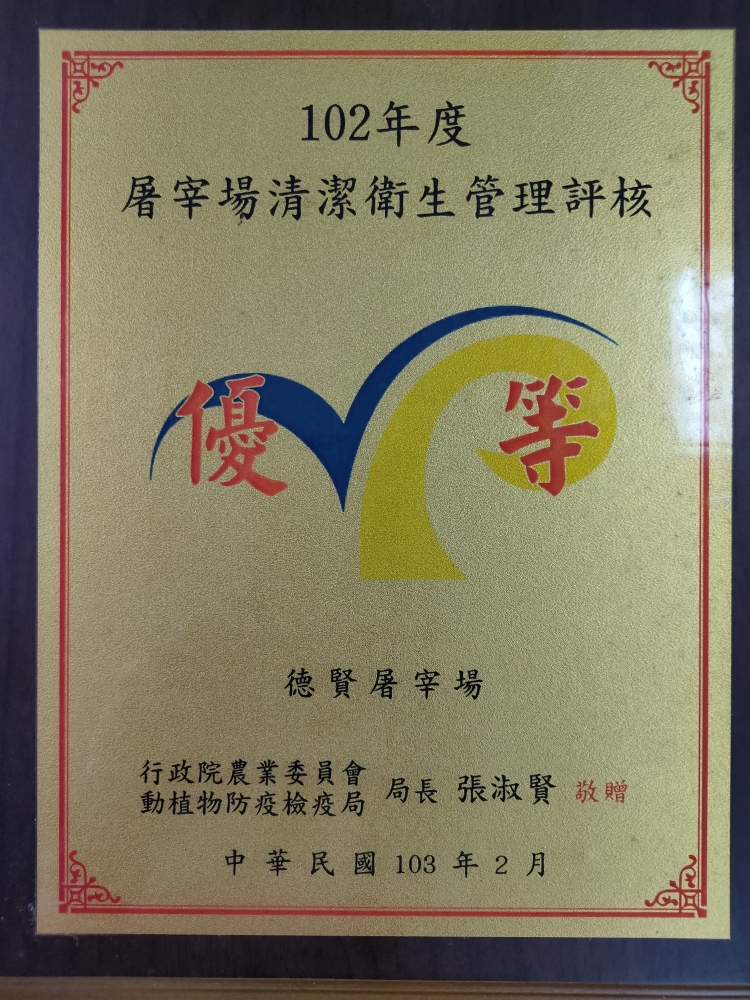 102年度
屠宰場清潔衛生管理評核
優等
德賢屠宰場
行政院農業委員會
動植物防疫檢疫局 局長 張淑賢 敬贈
中華民國 103 年 2 月